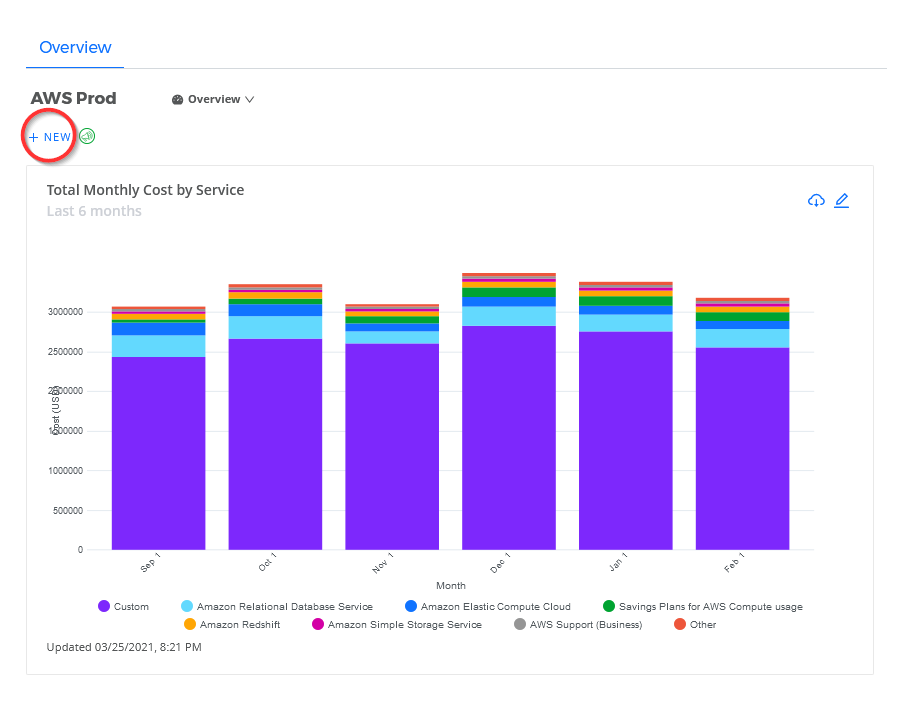 Overview
AWS Prod
Overview
+ NEW
Total Monthly Cost by Service
Last 6 months
3000000
2500000
2000000
1500000
1000000
500000
0
Cost (USD)
Sep 1
Oct 1
Nov 1
Dec 1
Jan 1
Feb 1
Month
Custom
Amazon Relational Database Service
Amazon Elastic Compute Cloud
Savings Plans for AWS Compute usage
Amazon Redshift
Amazon Simple Storage Service
AWS Support (Business)
Other
Updated 03/25/2021, 8:21 PM